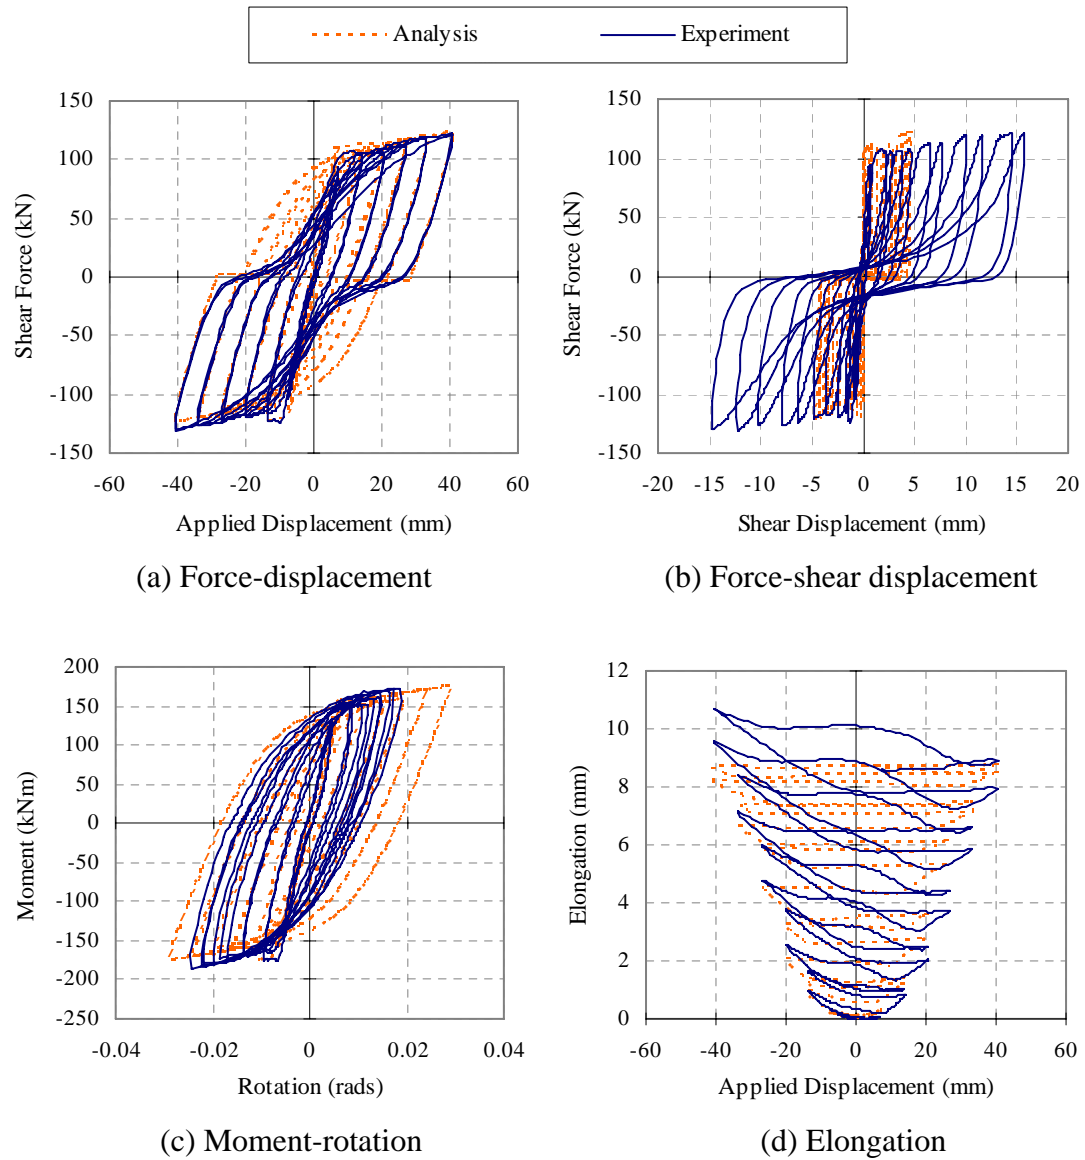 Analysis Experiment
150
100
50
0
-50
-100
-150
-60 -40 -20 0 20 40 60
Shear Force (kN)
Applied Displacement (mm)
(a) Force-displacement
150
100
50
0
-50
-100
-150
-20 -15 -10 -5 0 5 10 15 20
Shear Force (kN)
Shear Displacement (mm)
(b) Force-shear displacement
200
150
100
50
0
-50
-100
-150
-200
-250
-0.04 -0.02 0 0.02 0.04
Moment (kNm)
Rotation (rads)
(c) Moment-rotation
12
10
8
6
4
2
0
-60 -40 -20 0 20 40 60
Elongation (mm)
Applied Displacement (mm)
(d) Elongation